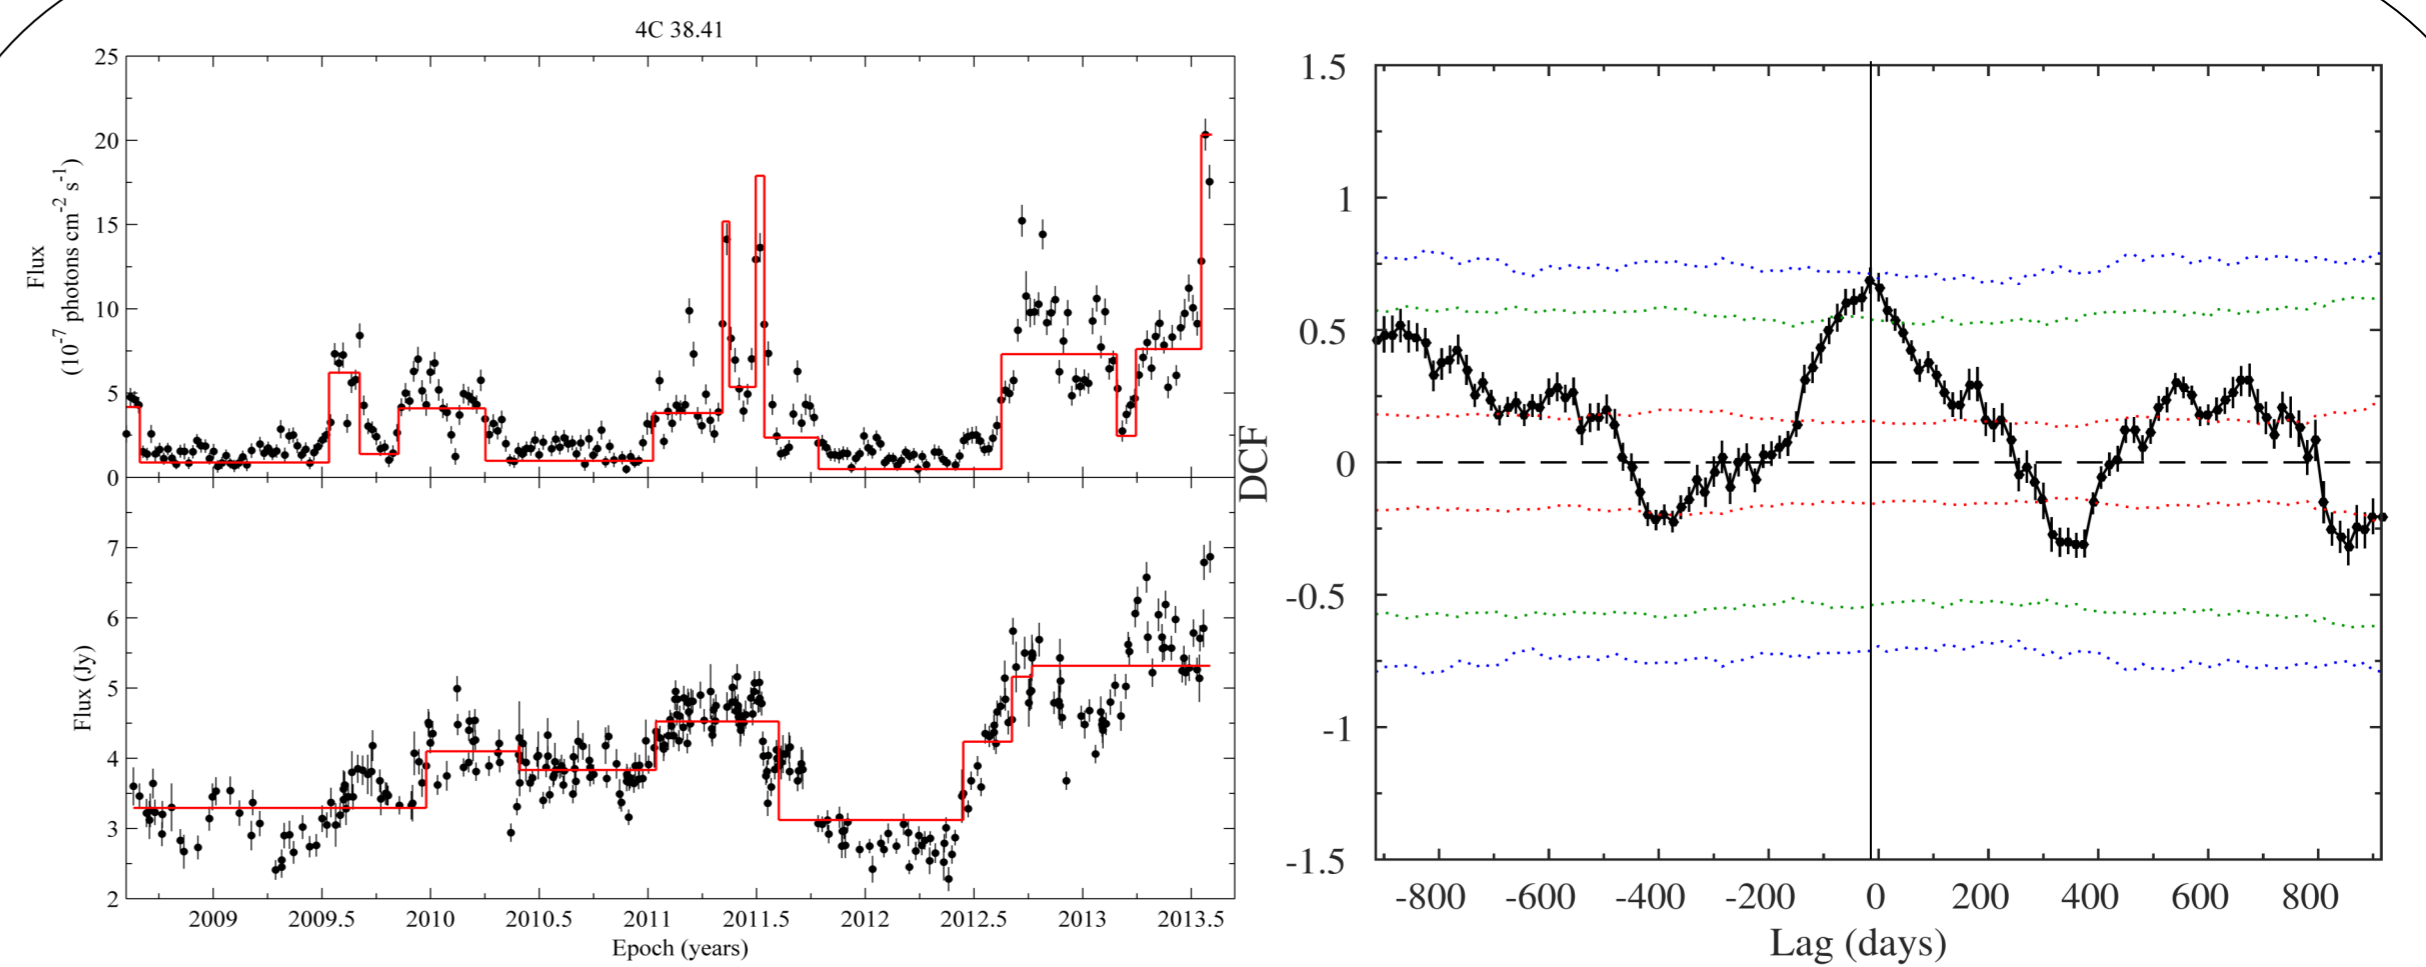 4C 38.41
25
20
15
10
5
0
Flux
(10⁻⁷ photons cm⁻² s⁻¹)
7
6
5
4
3
2
Flux (Jy)
2009 2009.5 2010 2010.5 2011 2011.5 2012 2012.5 2013 2013.5
Epoch (years)
1.5
1
0.5
0
-0.5
-1
-1.5
DCF
-800 -600 -400 -200 0 200 400 600 800
Lag (days)